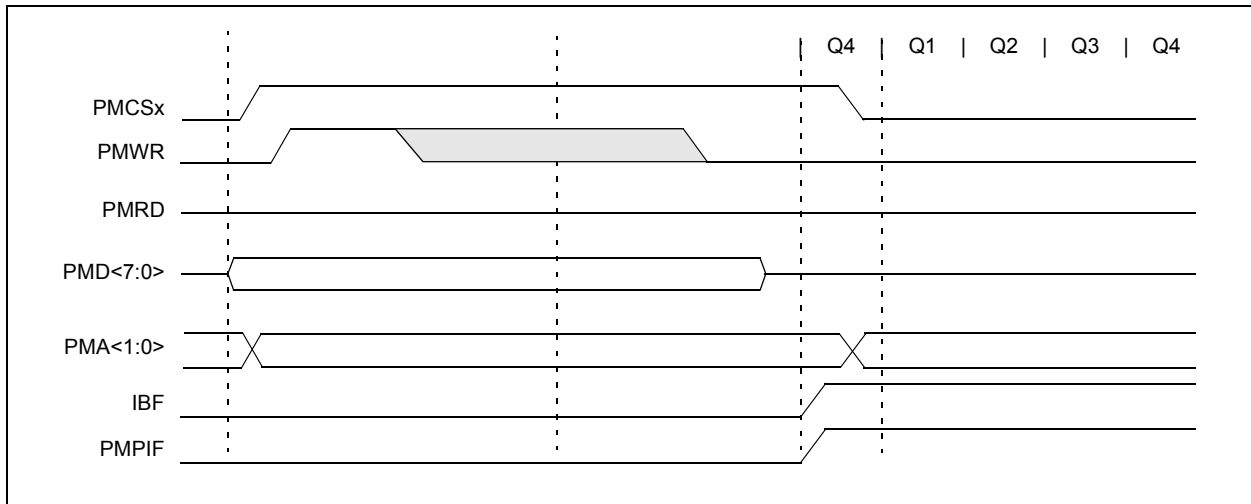 | Q4 | Q1 | Q2 | Q3 | Q4
PMCSx
PMWR
PMRD
PMD<7:0>
PMA<1:0>
IBF
PMPIF